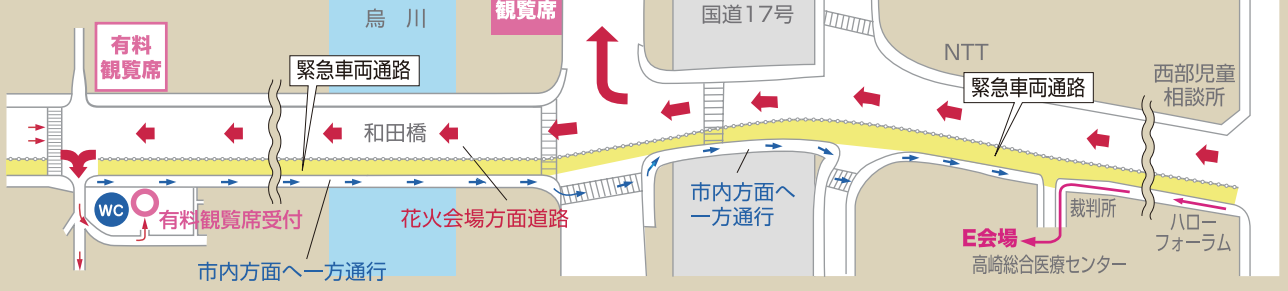 烏 川
観覧席
国道17号
有料
観覧席
緊急車両通路
NTT
緊急車両通路
西部児童
相談所
和田橋
市内方面へ
一方通行
WC
有料観覧席受付
花火会場方面道路
裁判所
ハロー
フォーラム
E会場
高崎総合医療センター
市内方面へ一方通行